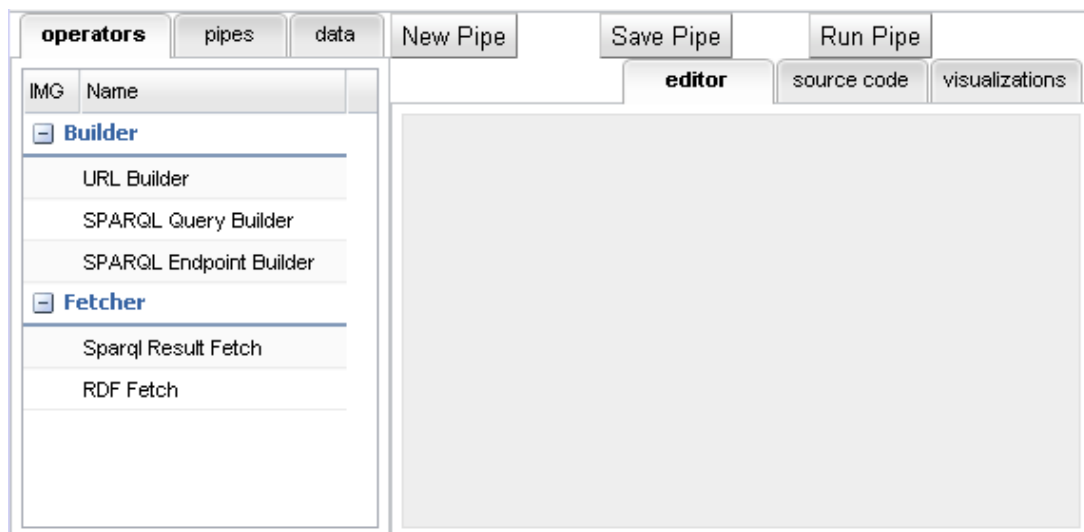 operators pipes data New Pipe Save Pipe Run Pipe
editor source code visualizations
IMG Name
Builder
URL Builder
SPARQL Query Builder
SPARQL Endpoint Builder
Fetcher
Sparql Result Fetch
RDF Fetch